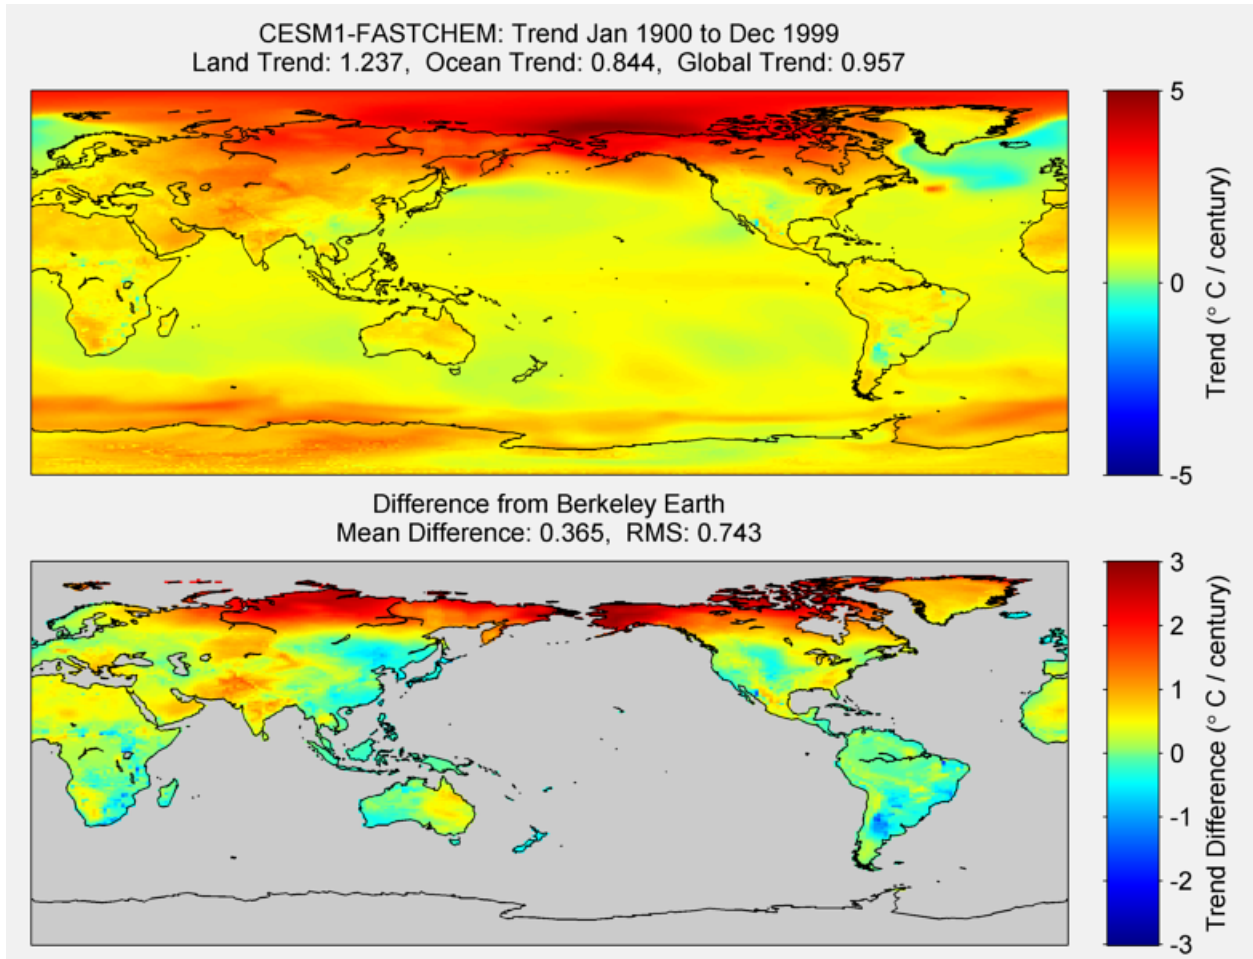 CESM1-FASTCHEM: Trend Jan 1900 to Dec 1999
Land Trend: 1.237, Ocean Trend: 0.844, Global Trend: 0.957
5
0
-5
Trend (° C / century)
Difference from Berkeley Earth
Mean Difference: 0.365, RMS: 0.743
3
2
1
0
-1
-2
-3
Trend Difference (° C / century)